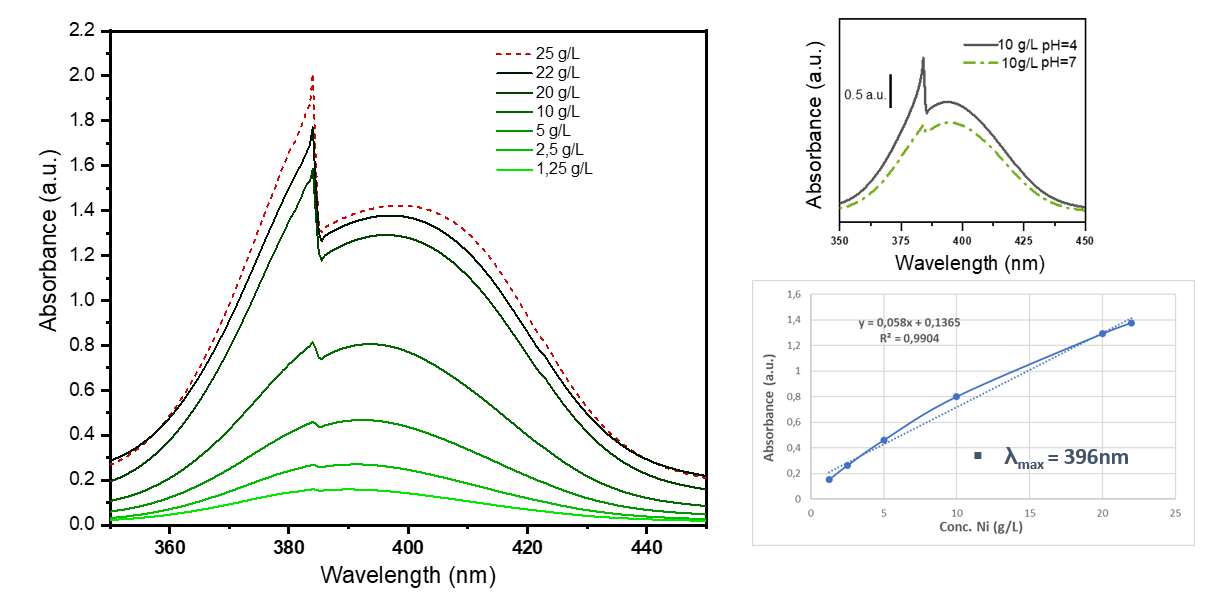 2.2
2.0
1.8
1.6
1.4
1.2
1.0
0.8
0.6
0.4
0.2
0.0
Absorbance (a.u.)
360 380 400 420 440
Wavelength (nm)
25 g/L
22 g/L
20 g/L
10 g/L
5 g/L
2,5 g/L
1,25 g/L
Absorbance (a.u.)
0.5 a.u.
10 g/L pH=4
10g/L pH=7
350 375 400 425 450
Wavelength (nm)
1,6
1,4
1,2
1
0,8
0,6
0,4
0,2
0
Absorbance (a.u.)
y = 0,058x + 0,1365
R² = 0,9904
▪ λmax = 396nm
0 5 10 15 20 25
Conc. Ni (g/L)